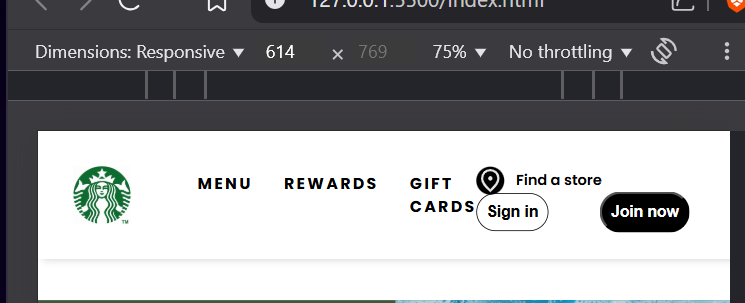 127.0.0.1:5500/index.html
Dimensions: Responsive ▼ 614 × 769 75% ▼ No throttling ▼
MENU REWARDS GIFT CARDS
Find a store
Sign in Join now
TM